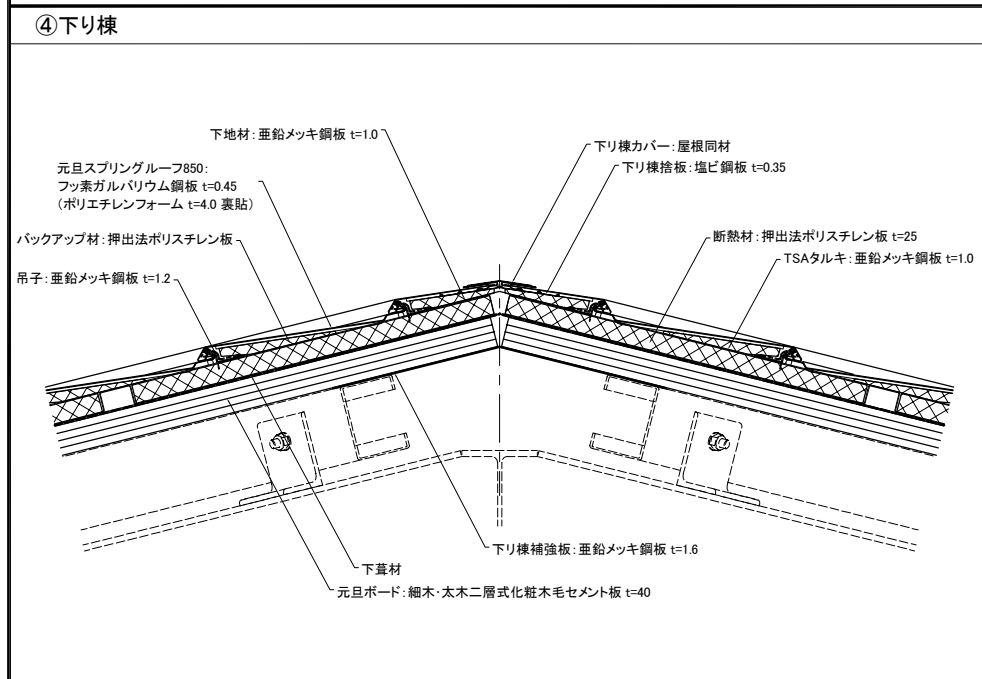 ④下り棟
下地材：亜鉛メッキ鋼板 t=1.0
元旦スプリングルーフ850：
フッ素ガルバリウム鋼板 t=0.45
（ポリエチレンフォーム t=4.0 裏貼）
バックアップ材：押出法ポリスチレン板
吊子：亜鉛メッキ鋼板 t=1.2
下り棟カバー：屋根同材
下り棟捨板：塩ビ鋼板 t=0.35
断熱材：押出法ポリスチレン板 t=25
TSAタルキ：亜鉛メッキ鋼板 t=1.0
下り棟補強板：亜鉛メッキ鋼板 t=1.6
下葺材
元旦ボード：細木・太木二層式化粧木毛セメント板 t=40